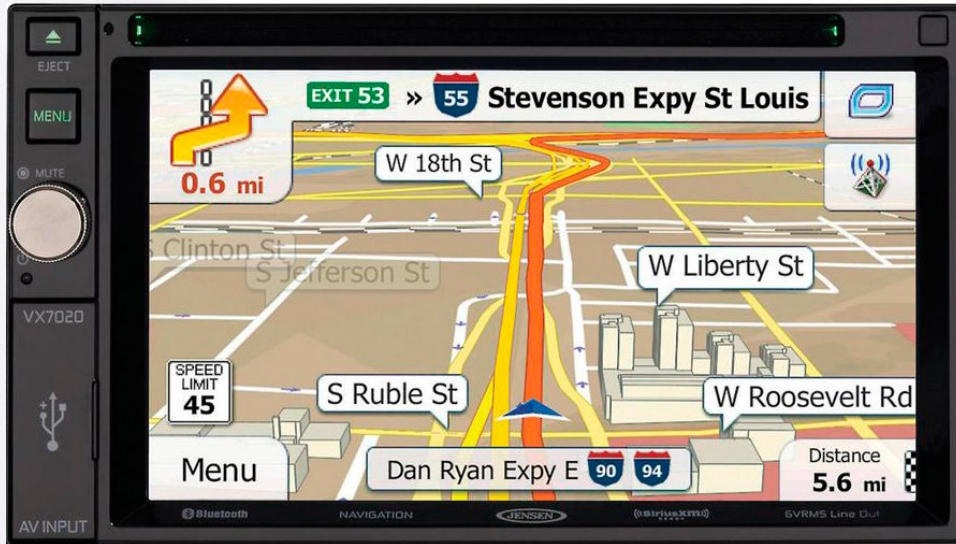 EJECT
MENU
MUTE
VX7020
AV INPUT
EXIT 53 » 55 Stevenson Expy St Louis
0.6 mi
W 18th St
S Clinton St
S Jefferson St
W Liberty St
SPEED
LIMIT
45
S Ruble St
W Roosevelt Rd
Menu
Dan Ryan Expy E 90 94
Distance
5.6 mi
Bluetooth
NAVIGATION
JENSEN
((SiriusXM))
READY
6VRMS Line Out